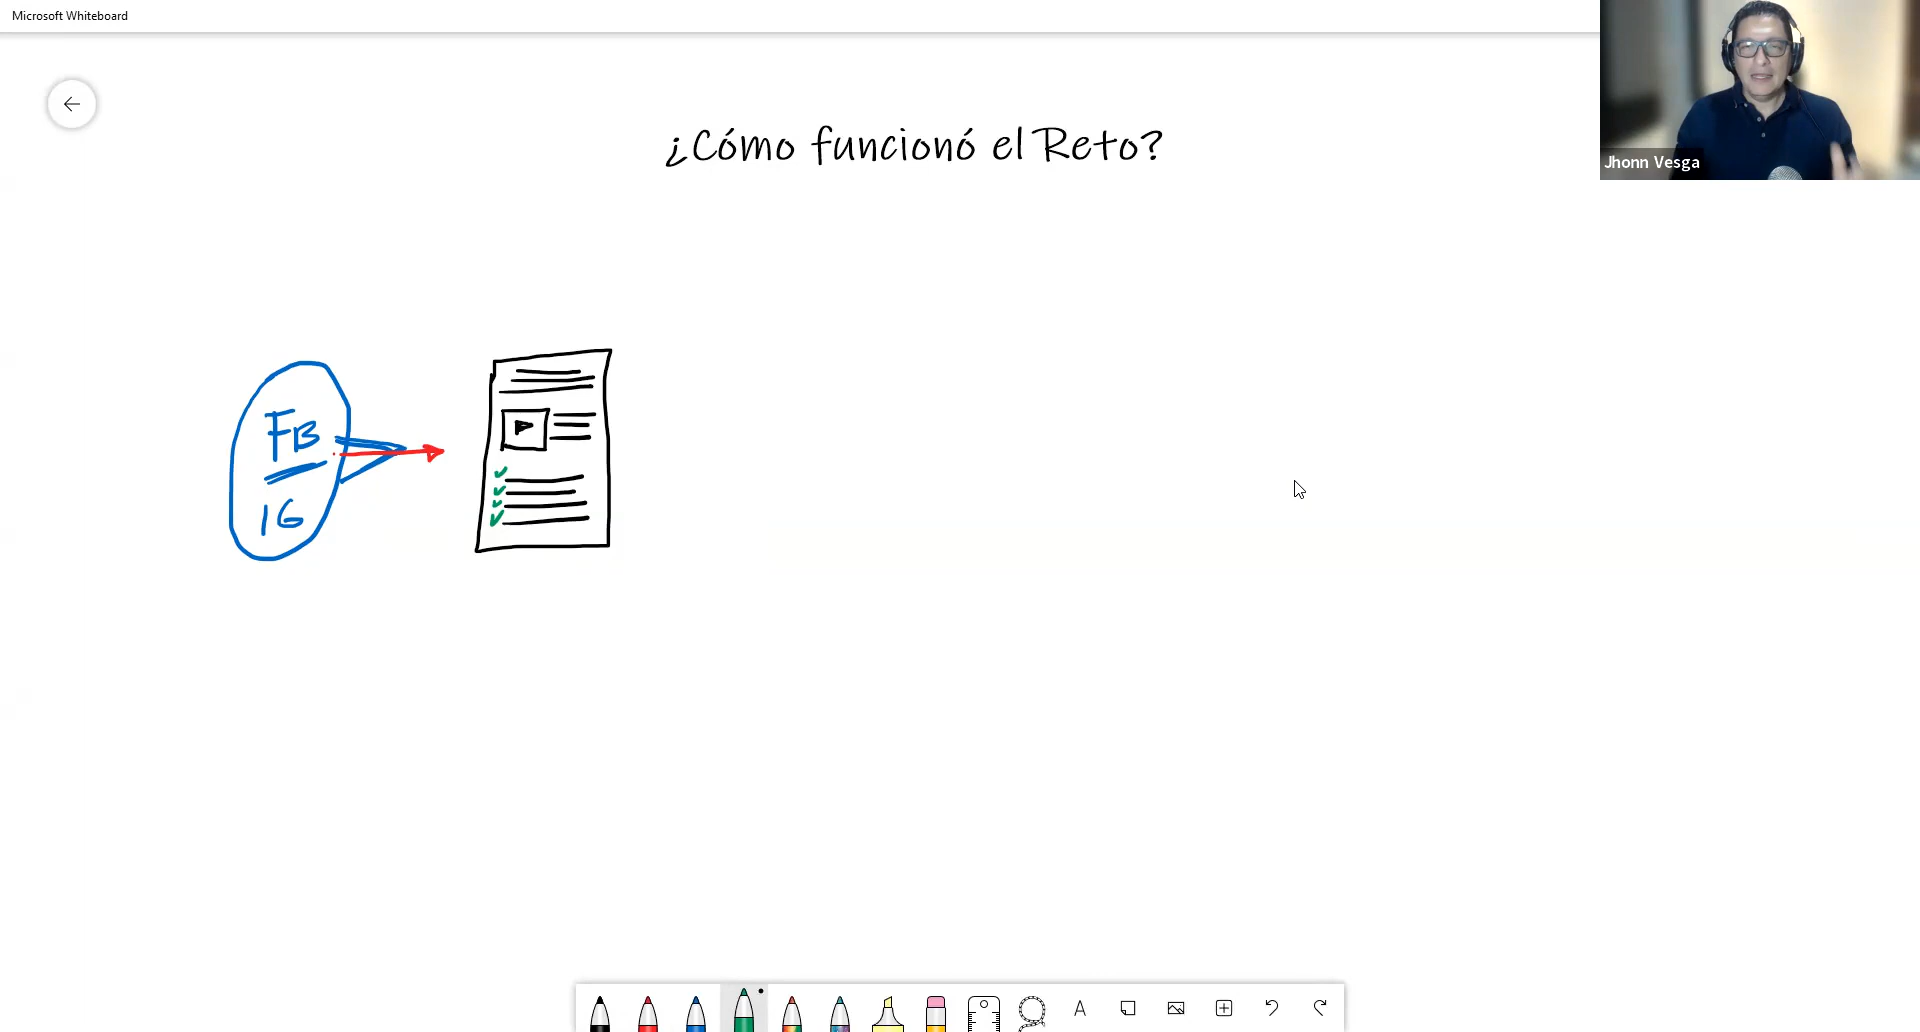 Microsoft Whiteboard
¿Cómo funcionó el Reto?
Jhonn Vesga
FB
IG
A